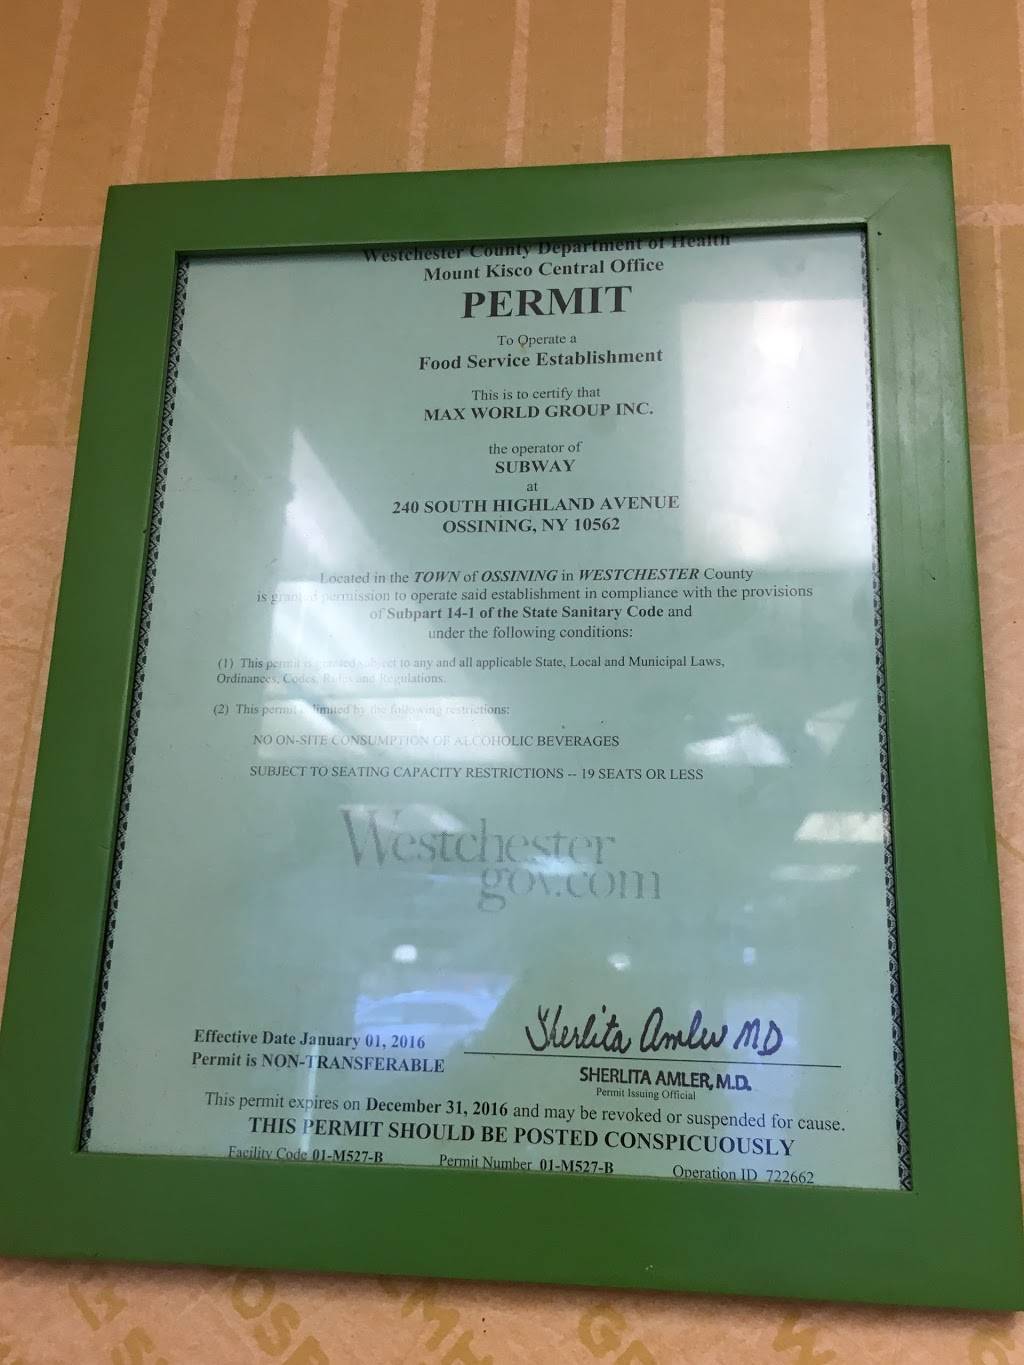 Westchester County Department of Health
Mount Kisco Central Office
PERMIT
To Operate a
Food Service Establishment
This is to certify that
MAX WORLD GROUP INC.
the operator of
SUBWAY
at
240 SOUTH HIGHLAND AVENUE
OSSINING, NY 10562
Located in the TOWN of OSSINING in WESTCHESTER County
is granted permission to operate said establishment in compliance with the provisions
of Subpart 14-1 of the State Sanitary Code and
under the following conditions:
(1) This permit is granted subject to any and all applicable State, Local and Municipal Laws,
Ordinances, Codes, Rules and Regulations.
(2) This permit is limited by the following restrictions:
NO ON-SITE CONSUMPTION OF ALCOHOLIC BEVERAGES
SUBJECT TO SEATING CAPACITY RESTRICTIONS -- 19 SEATS OR LESS
Westchester
gov.com
Sherlita Amler MD
Effective Date January 01, 2016
Permit is NON-TRANSFERABLE
SHERLITA AMLER, M.D.
Permit Issuing Official
This permit expires on December 31, 2016 and may be revoked or suspended for cause.
THIS PERMIT SHOULD BE POSTED CONSPICUOUSLY
Facility Code 01-M527-B Permit Number 01-M527-B Operation ID 722662